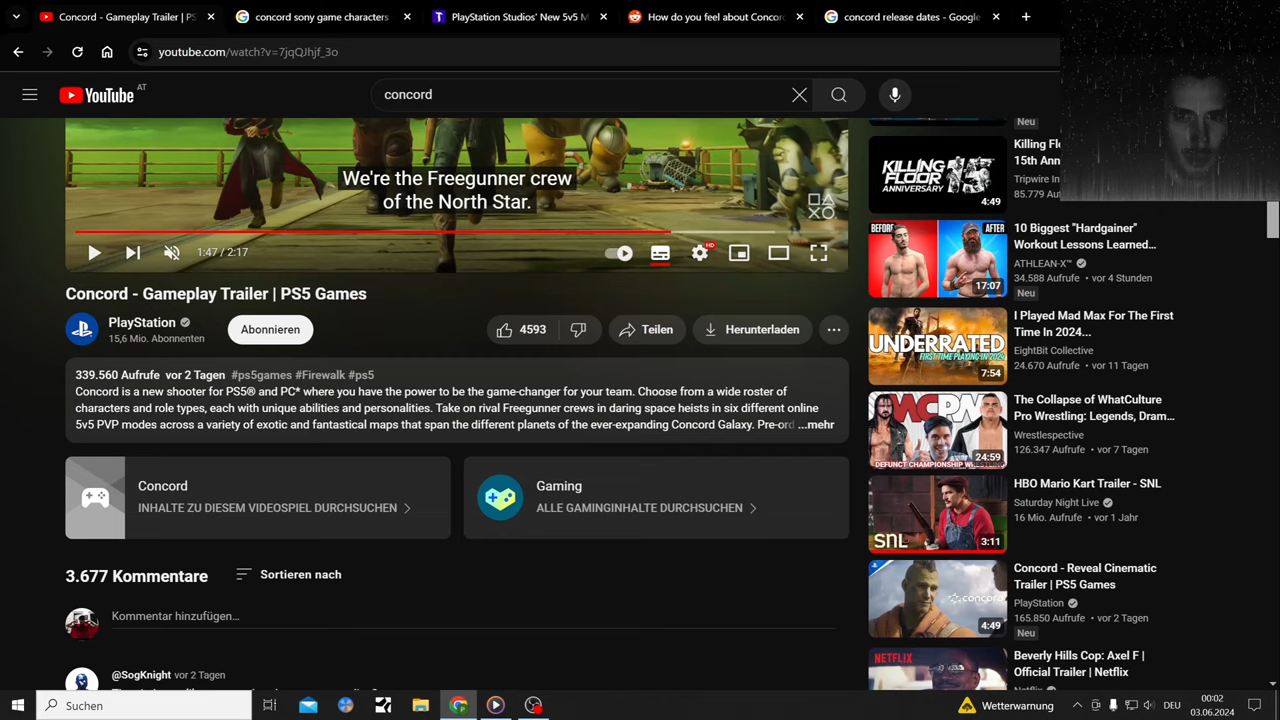 Concord - Gameplay Trailer | PS
concord sony game characters
PlayStation Studios' New 5v5 M
How do you feel about Concor
concord release dates - Google
youtube.com/watch?v=7jqQJhjf_3o
YouTube AT
concord
We're the Freegunner crew
of the North Star.
1:47 / 2:17
HD
Concord - Gameplay Trailer | PS5 Games
PlayStation
15,6 Mio. Abonnenten
Abonnieren
4593
Teilen
Herunterladen
339.560 Aufrufe vor 2 Tagen #ps5games #Firewalk #ps5
Concord is a new shooter for PS5® and PC* where you have the power to be the game-changer for your team. Choose from a wide roster of
characters and role types, each with unique abilities and personalities. Take on rival Freegunner crews in daring space heists in six different online
5v5 PVP modes across a variety of exotic and fantastical maps that span the different planets of the ever-expanding Concord Galaxy. Pre-ord ...mehr
Concord
INHALTE ZU DIESEM VIDEOSPIEL DURCHSUCHEN
Gaming
ALLE GAMINGINHALTE DURCHSUCHEN
3.677 Kommentare
Sortieren nach
Kommentar hinzufügen...
@SogKnight vor 2 Tagen
Neu
KILLING FLOOR 15 ANNIVERSARY
4:49
Killing Fl
15th Ann
Tripwire In
85.779 Auf
BEFORE
AFTER
17:07
10 Biggest "Hardgainer"
Workout Lessons Learned...
ATHLEAN-X™
34.588 Aufrufe • vor 4 Stunden
Neu
UNDERRATED
FIRST TIME PLAYING IN 2024
7:54
I Played Mad Max For The First
Time In 2024...
EightBit Collective
24.670 Aufrufe • vor 11 Tagen
DEFUNCT CHAMPIONSHIP WRESTLING
24:59
The Collapse of WhatCulture
Pro Wrestling: Legends, Dram...
Wrestlespective
126.347 Aufrufe • vor 7 Tagen
SNL
3:11
HBO Mario Kart Trailer - SNL
Saturday Night Live
16 Mio. Aufrufe • vor 1 Jahr
concord
4:49
Concord - Reveal Cinematic
Trailer | PS5 Games
PlayStation
165.850 Aufrufe • vor 2 Tagen
Neu
NETFLIX
Beverly Hills Cop: Axel F |
Official Trailer | Netflix
Suchen
Wetterwarnung
DEU
00:02
03.06.2024